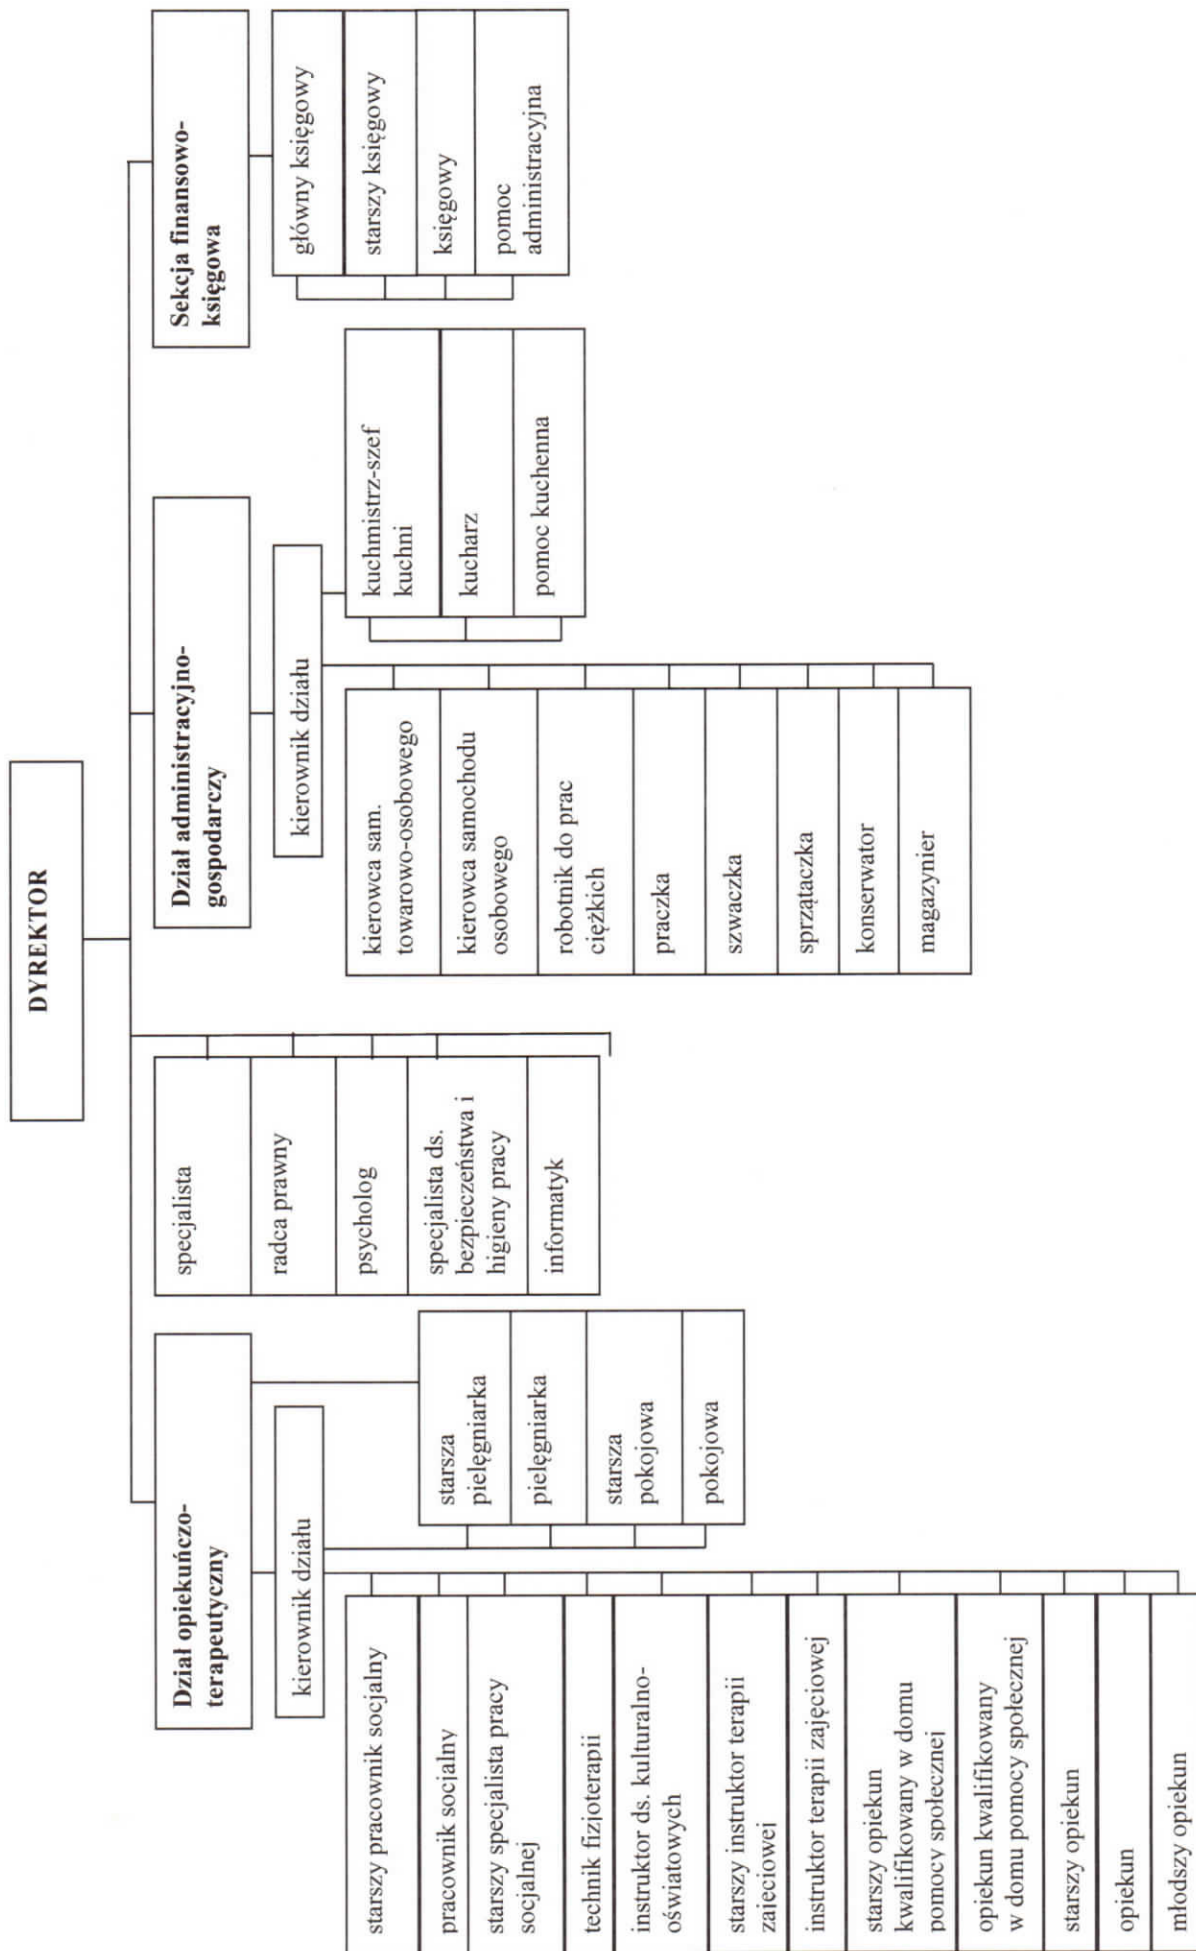 DYREKTOR
Dział opiekuńczo-
terapeutyczny
kierownik działu
starszy pracownik socjalny
pracownik socjalny
starszy specjalista pracy
socjalnej
technik fizjoterapii
instruktor ds. kulturalno-
oświatowych
starszy instruktor terapii
zajęciowej
instruktor terapii zajęciowej
starszy opiekun
kwalifikowany w domu
pomocy społecznej
opiekun kwalifikowany
w domu pomocy społecznej
starszy opiekun
opiekun
młodszy opiekun
starsza
pielęgniarka
pielęgniarka
starsza
pokojowa
pokojowa
specjalista
radca prawny
psycholog
specjalista ds.
bezpieczeństwa i
higieny pracy
informatyk
Dział administracyjno-
gospodarczy
kierownik działu
kierowca sam.
towarowo-osobowego
kierowca samochodu
osobowego
robotnik do prac
ciężkich
praczka
szwaczka
sprzątaczka
konserwator
magazynier
kuchmistrz-szef
kuchni
kucharz
pomoc kuchenna
Sekcja finansowo-
księgowa
główny księgowy
starszy księgowy
księgowy
pomoc
administracyjna